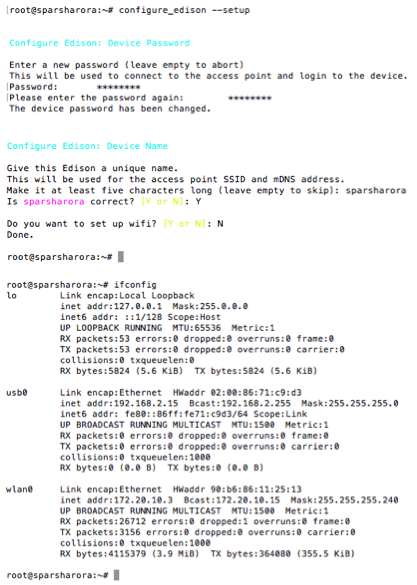 [root@sparsharora:~# configure_edison --setup
Configure Edison: Device Password
Enter a new password (leave empty to abort)
This will be used to connect to the access point and login to the device.
[Password:        ********
[Please enter the password again:        ********
The device password has been changed.
Configure Edison: Device Name
Give this Edison a unique name.
This will be used for the access point SSID and mDNS address.
Make it at least five characters long (leave empty to skip): sparsharora
Is sparsharora correct? [Y or N]: Y
Do you want to set up wifi? [Y or N]: N
Done.
root@sparsharora:~#
root@sparsharora:~# ifconfig
lo        Link encap:Local Loopback
inet addr:127.0.0.1  Mask:255.0.0.0
inet6 addr: ::1/128 Scope:Host
UP LOOPBACK RUNNING  MTU:65536  Metric:1
RX packets:53 errors:0 dropped:0 overruns:0 frame:0
TX packets:53 errors:0 dropped:0 overruns:0 carrier:0
collisions:0 txqueuelen:0
RX bytes:5824 (5.6 KiB)  TX bytes:5824 (5.6 KiB)
usb0      Link encap:Ethernet  HWaddr 02:00:86:71:c9:d3
inet addr:192.168.2.15  Bcast:192.168.2.255  Mask:255.255.255.0
inet6 addr: fe80::86ff:fe71:c9d3/64 Scope:Link
UP BROADCAST RUNNING MULTICAST  MTU:1500  Metric:1
RX packets:0 errors:0 dropped:0 overruns:0 frame:0
TX packets:0 errors:0 dropped:0 overruns:0 carrier:0
collisions:0 txqueuelen:1000
RX bytes:0 (0.0 B)  TX bytes:0 (0.0 B)
wlan0     Link encap:Ethernet  HWaddr 90:b6:86:11:25:13
inet addr:172.20.10.3  Bcast:172.20.10.15  Mask:255.255.255.240
UP BROADCAST RUNNING MULTICAST  MTU:1500  Metric:1
RX packets:26712 errors:0 dropped:1 overruns:0 frame:0
TX packets:3156 errors:0 dropped:0 overruns:0 carrier:0
collisions:0 txqueuelen:1000
RX bytes:4115379 (3.9 MiB)  TX bytes:364080 (355.5 KiB)
root@sparsharora:~#